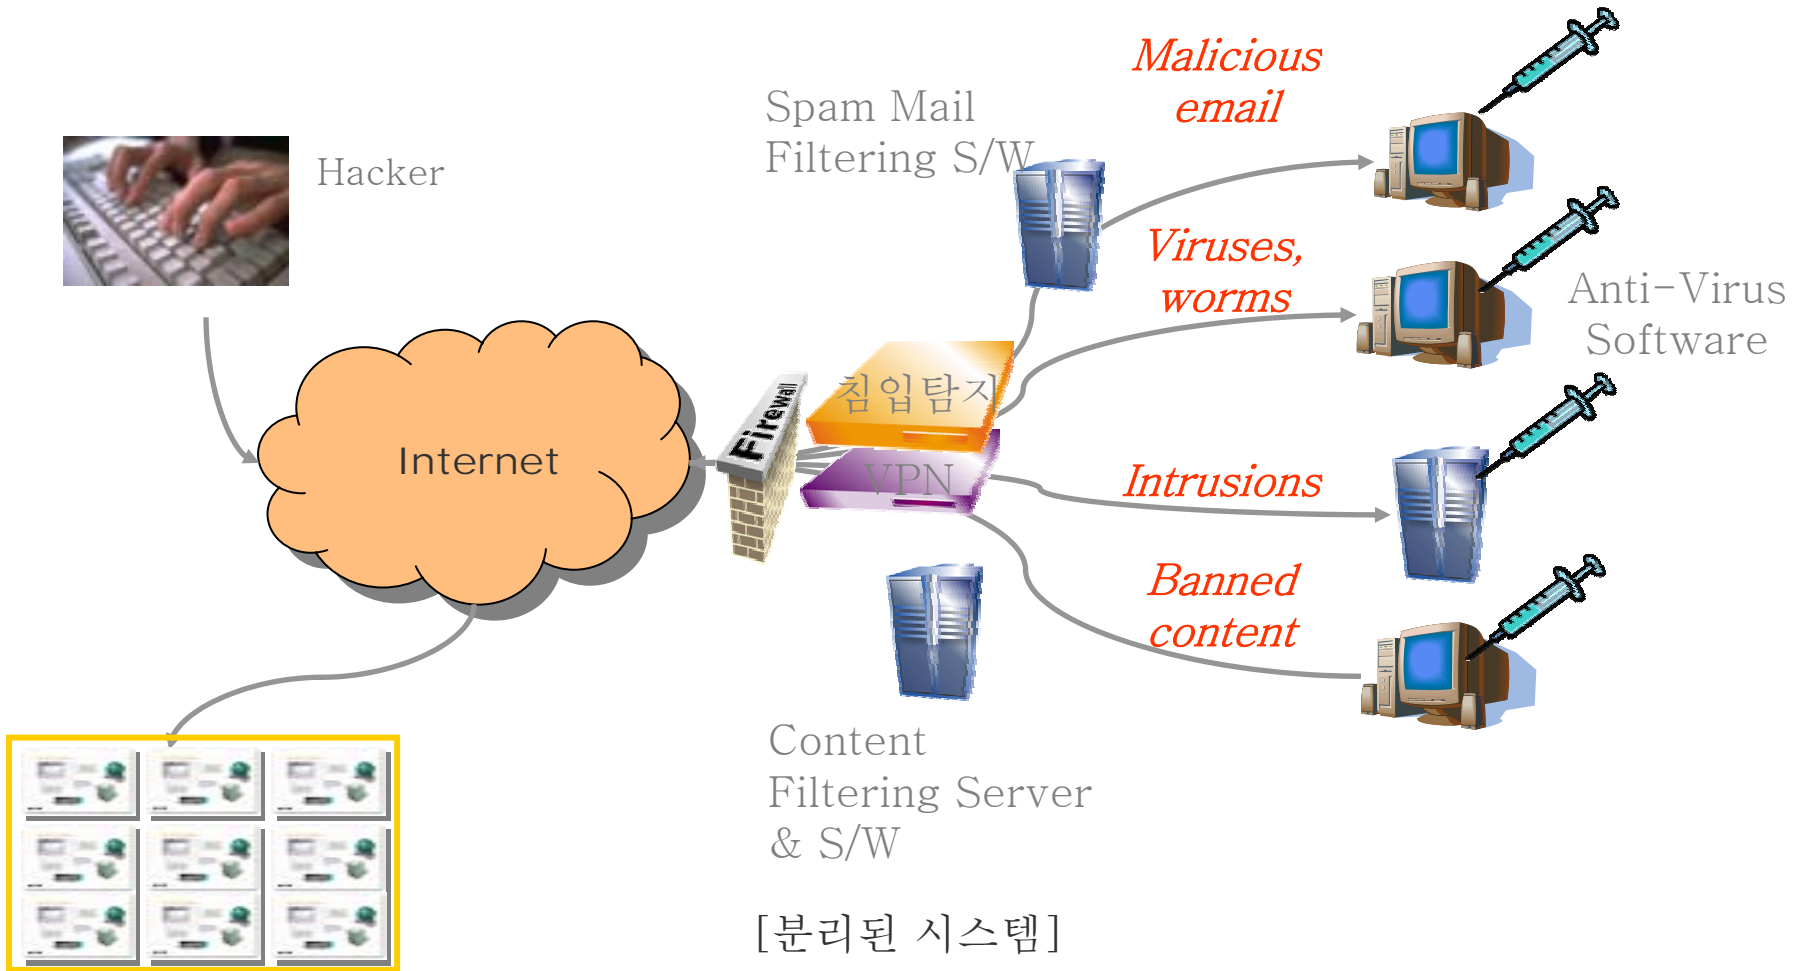 Malicious
email
Spam Mail
Filtering S/W
Hacker
Viruses,
worms
Anti-Virus
Software
침입탐지
Firewall
Internet
VPN
Intrusions
Banned
content
Content
Filtering Server
& S/W
[분리된 시스템]